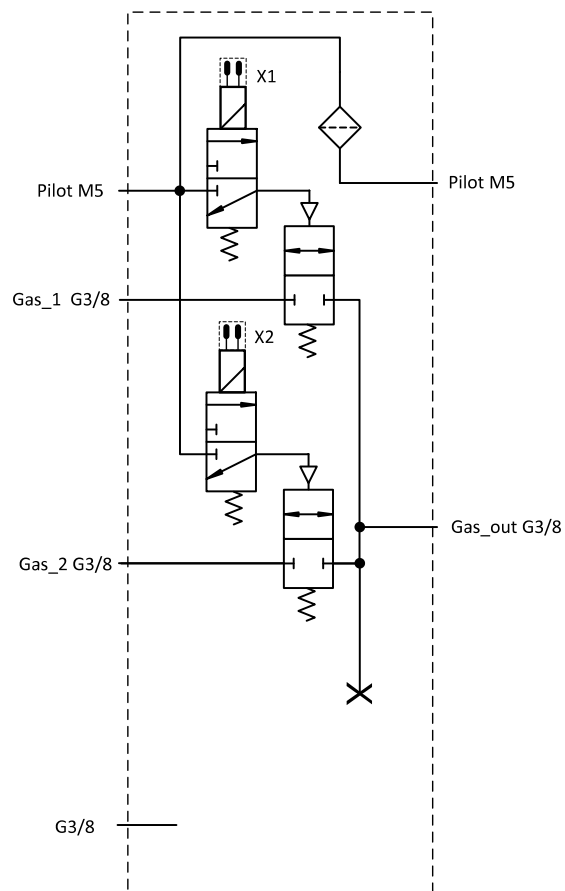 X1
Pilot M5
Pilot M5
Gas_1 G3/8
X2
Gas_out G3/8
Gas_2 G3/8
G3/8